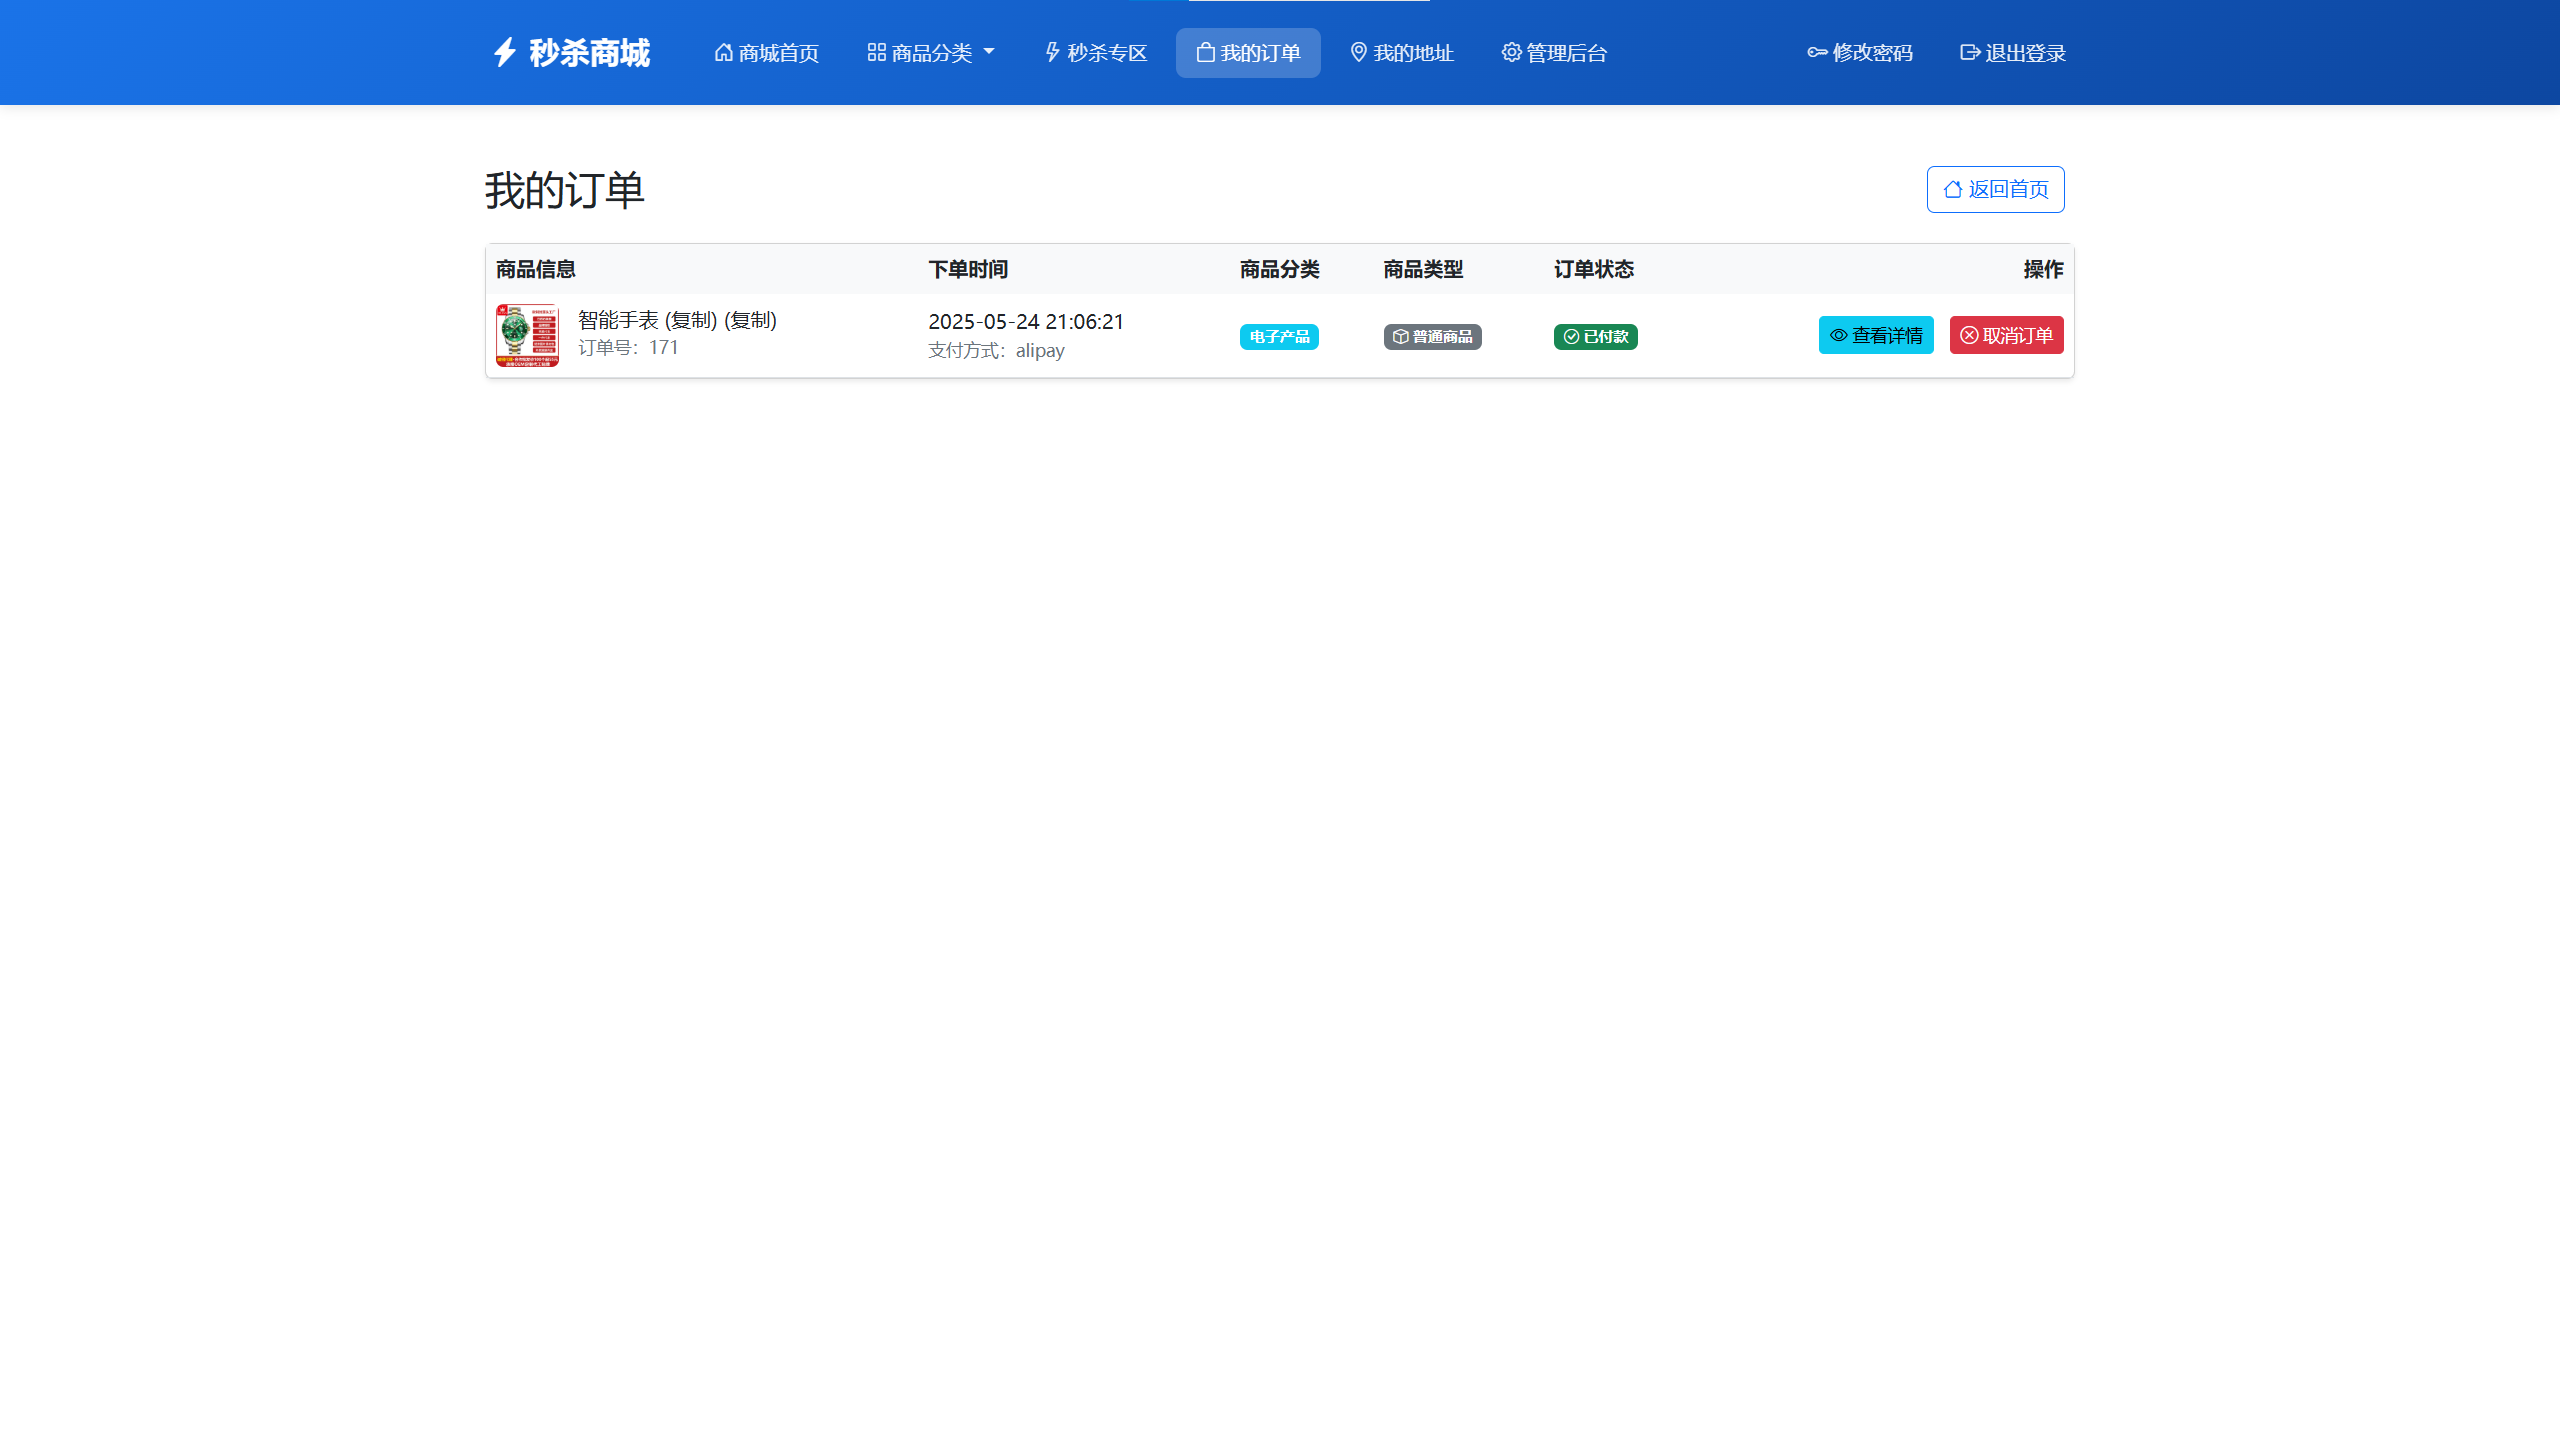 秒杀商城
商城首页
商品分类
秒杀专区
我的订单
我的地址
管理后台
修改密码
退出登录
我的订单
返回首页
商品信息 下单时间 商品分类 商品类型 订单状态 操作
智能手表 (复制) (复制)
订单号：171
2025-05-24 21:06:21
支付方式：alipay
电子产品
普通商品
已付款
查看详情
取消订单